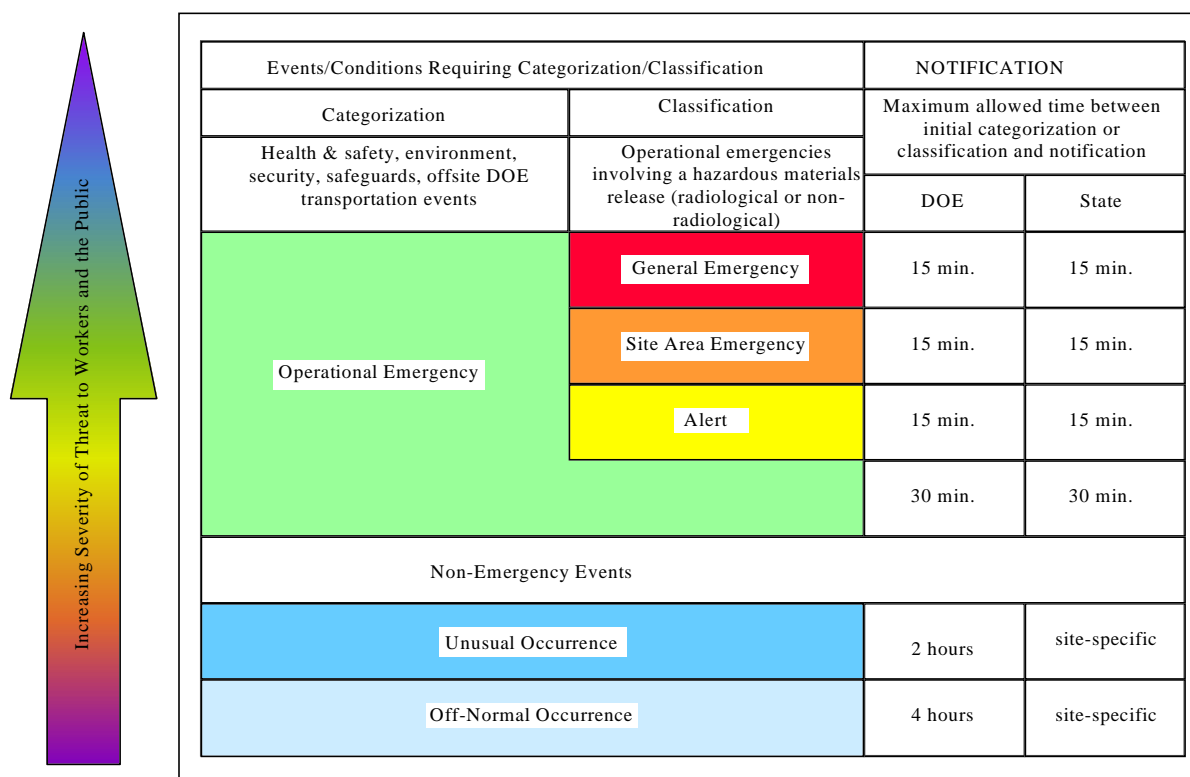 Increasing Severity of Threat to Workers and the Public
Events/Conditions Requiring Categorization/Classification
NOTIFICATION
Categorization
Classification
Maximum allowed time between
initial categorization or
classification and notification
Health & safety, environment,
security, safeguards, offsite DOE
transportation events
Operational emergencies
involving a hazardous materials
release (radiological or non-
radiological)
DOE
State
Operational Emergency
General Emergency
15 min.
15 min.
Site Area Emergency
15 min.
15 min.
Alert
15 min.
15 min.
30 min.
30 min.
Non-Emergency Events
Unusual Occurrence
2 hours
site-specific
Off-Normal Occurrence
4 hours
site-specific